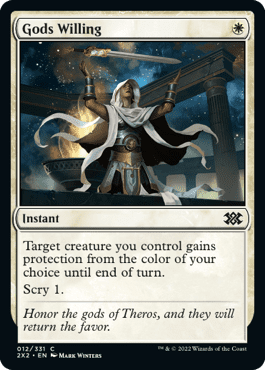 Gods Willing
Instant
Target creature you control gains
protection from the color of your
choice until end of turn.
Scry 1.
Honor the gods of Theros, and they will
return the favor.
012/331 C
2X2 • EN Mark Winters
™ & © 2022 Wizards of the Coast